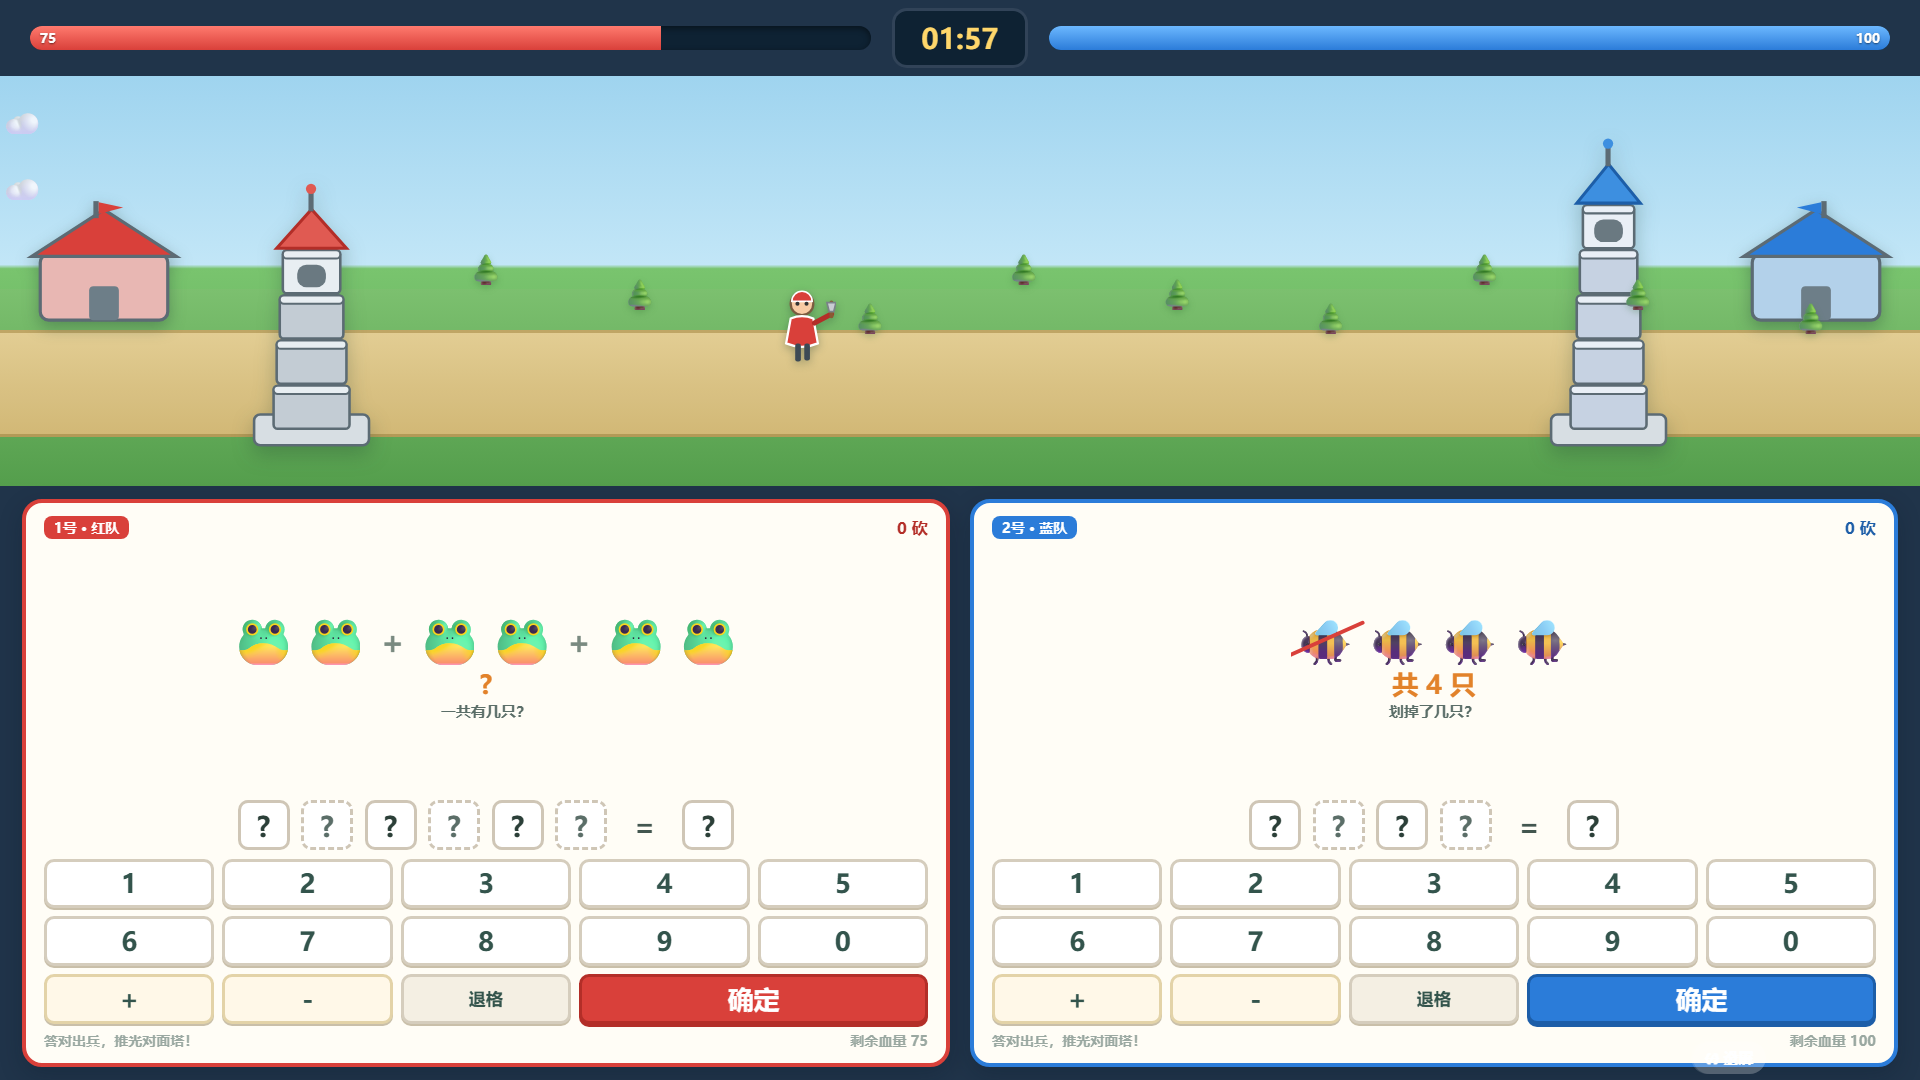 75
01:57
100
1号•红队
0 砍
+
+
?
一共有几只?
? ? ? ? ? ? = ?
1 2 3 4 5
6 7 8 9 0
+ - 退格 确定
答对出兵，推光对面塔!
剩余血量 75
2号•蓝队
0 砍
共 4 只
划掉了几只?
? ? ? ? = ?
1 2 3 4 5
6 7 8 9 0
+ - 退格 确定
答对出兵，推光对面塔!
剩余血量 100